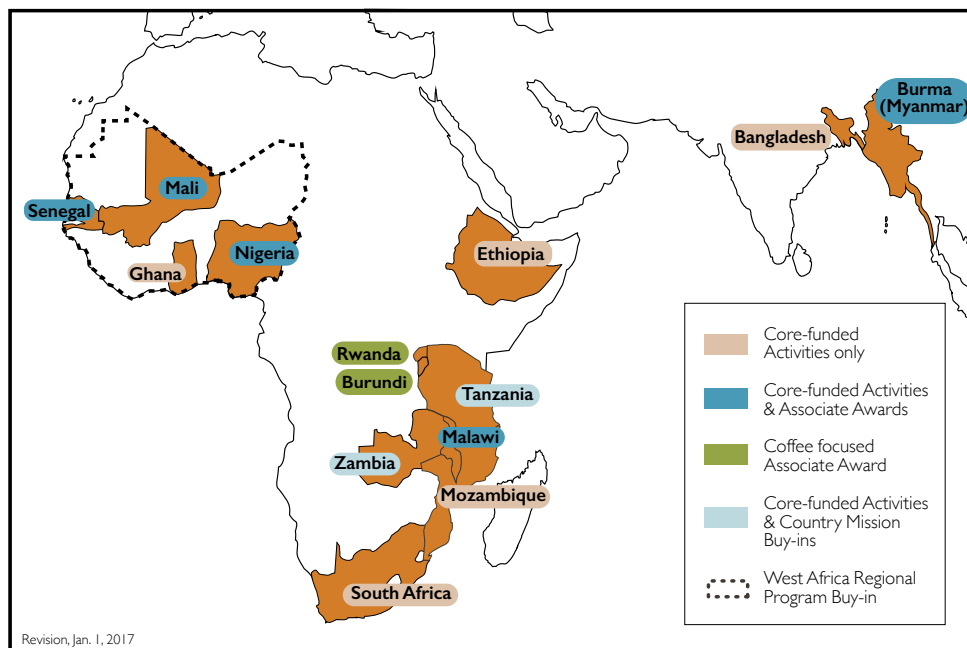 Burma
(Myanmar)
Bangladesh
Mali
Senegal
Nigeria
Ghana
Ethiopia
Rwanda
Burundi
Tanzania
Malawi
Zambia
Mozambique
South Africa
Core-funded
Activities only
Core-funded Activities
& Associate Awards
Coffee focused
Associate Award
Core-funded Activities
& Country Mission
Buy-ins
West Africa Regional
Program Buy-in
Revision, Jan. 1, 2017